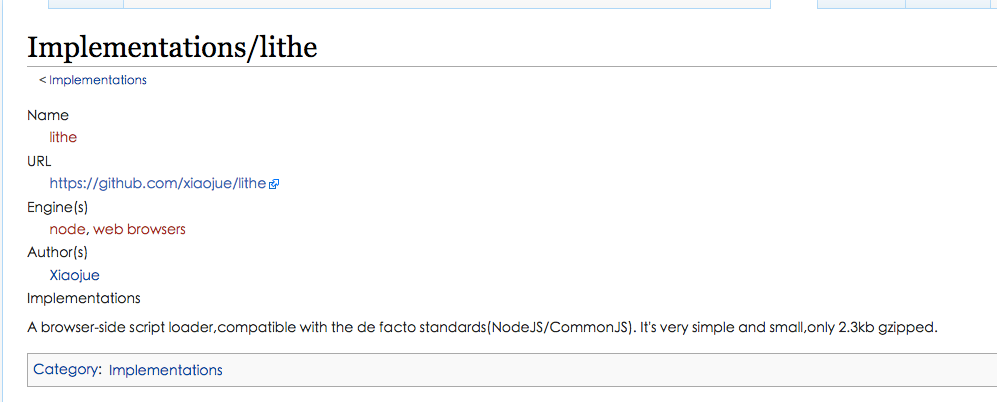 Implementations/lithe
< Implementations
Name
lithe
URL
https://github.com/xiaojue/lithe
Engine(s)
node, web browsers
Author(s)
Xiaojue
Implementations
A browser-side script loader,compatible with the de facto standards(NodeJS/CommonJS). It's very simple and small,only 2.3kb gzipped.
Category: Implementations